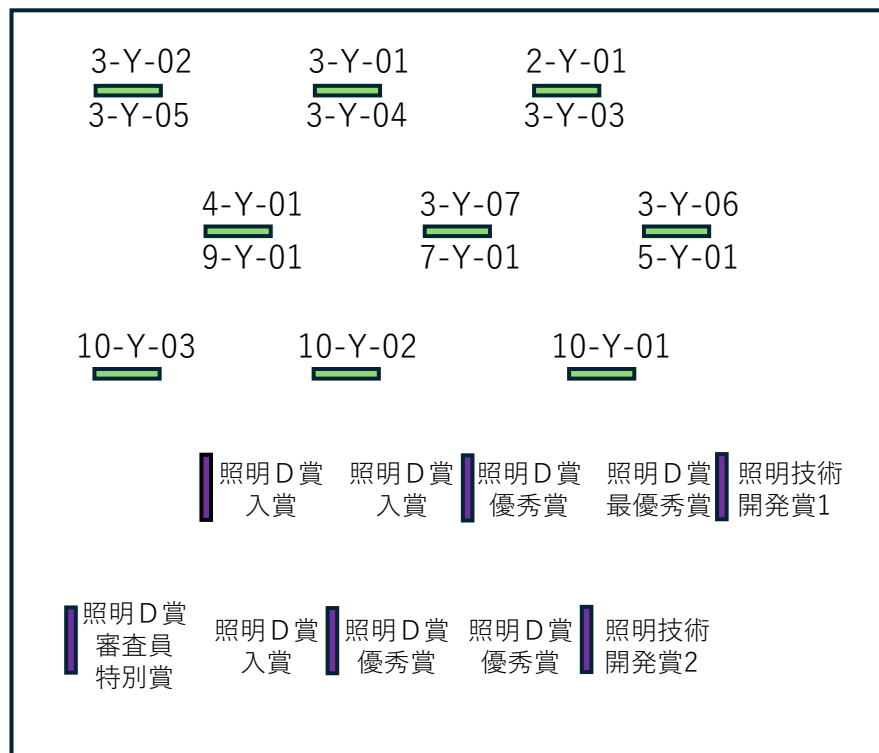 3-Y-02 3-Y-01 2-Y-01
3-Y-05 3-Y-04 3-Y-03
4-Y-01 3-Y-07 3-Y-06
9-Y-01 7-Y-01 5-Y-01
10-Y-03 10-Y-02 10-Y-01
照明Ｄ賞 照明Ｄ賞 照明Ｄ賞 照明Ｄ賞 照明技術
入賞 入賞 優秀賞 最優秀賞 開発賞1
照明Ｄ賞
審査員
特別賞
照明Ｄ賞 照明Ｄ賞 照明Ｄ賞 照明技術
入賞 優秀賞 優秀賞 開発賞2